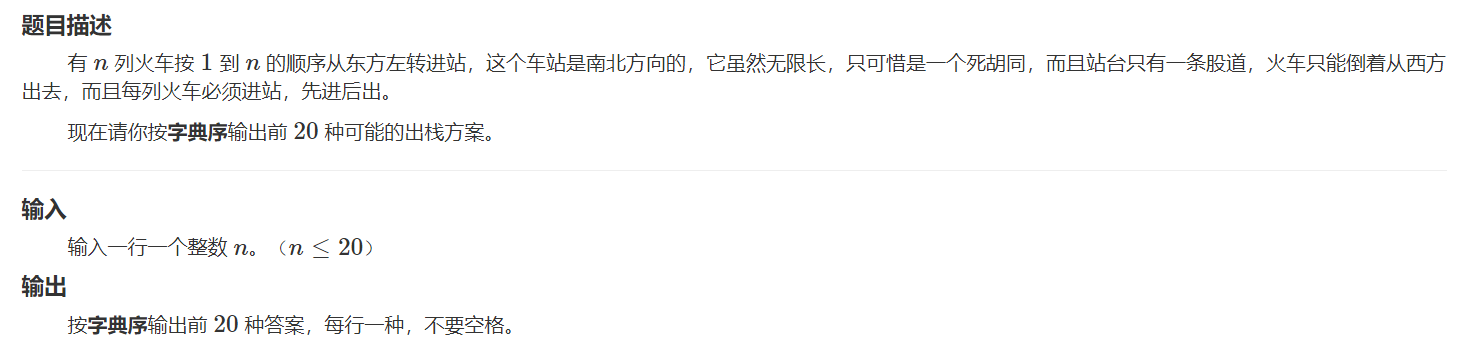 题目描述
有 n 列火车按 1 到 n 的顺序从东方左转进站，这个车站是南北方向的，它虽然无限长，只可惜是一个死胡同，而且站台只有一条股道，火车只能倒着从西方
出去，而且每列火车必须进站，先进后出。
现在请你按字典序输出前 20 种可能的出栈方案。
输入
输入一行一个整数 n。（n ≤ 20）
输出
按字典序输出前 20 种答案，每行一种，不要空格。